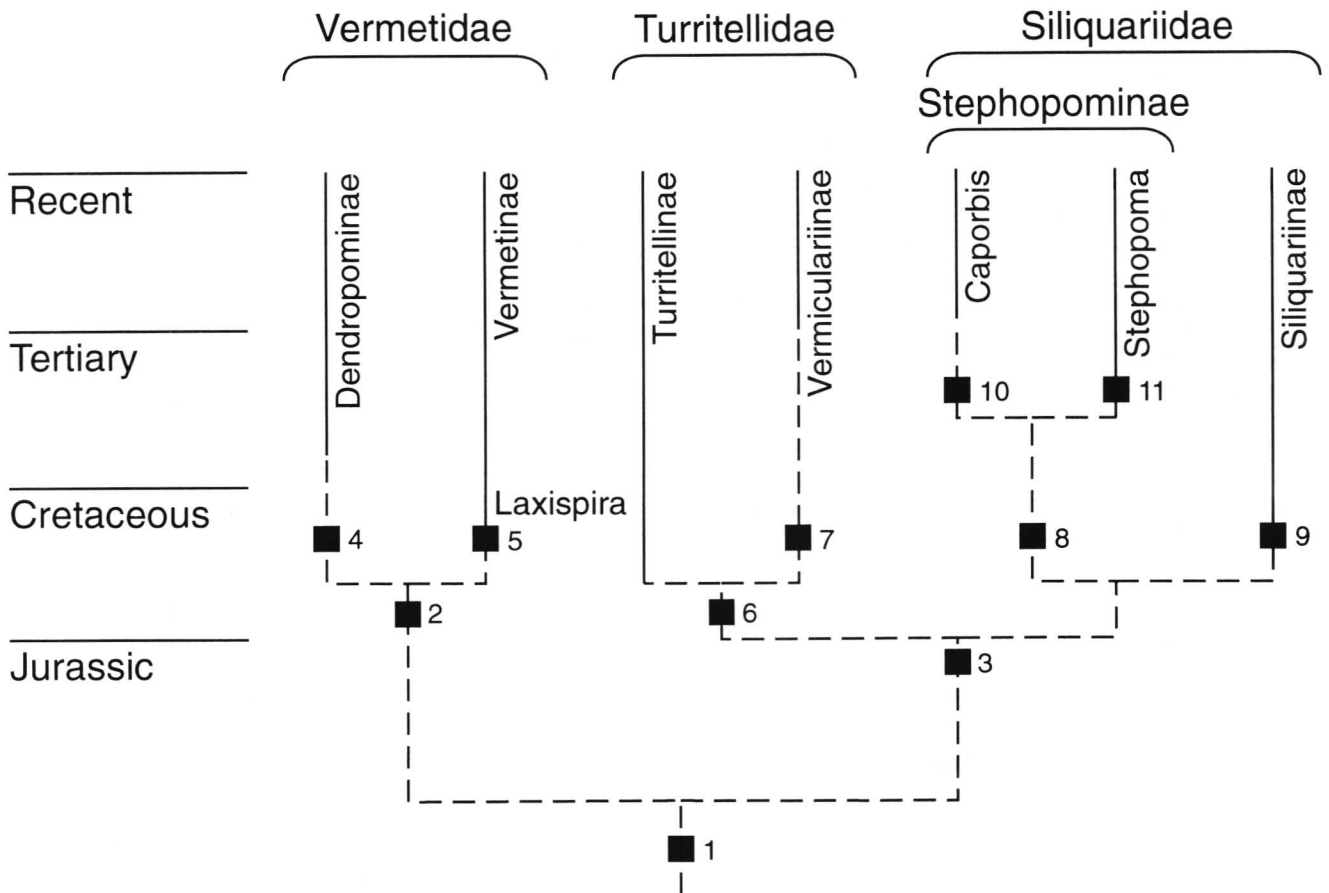 Vermetidae
Turritellidae
Siliquariidae
Stephopominae
Recent
Dendropominae
Vermetinae
Turritellinae
Vermiculariinae
Caporbis
Stephopoma
Siliquariinae
Tertiary
10
11
Cretaceous
Laxispira
4
5
7
8
9
2
6
Jurassic
3
1